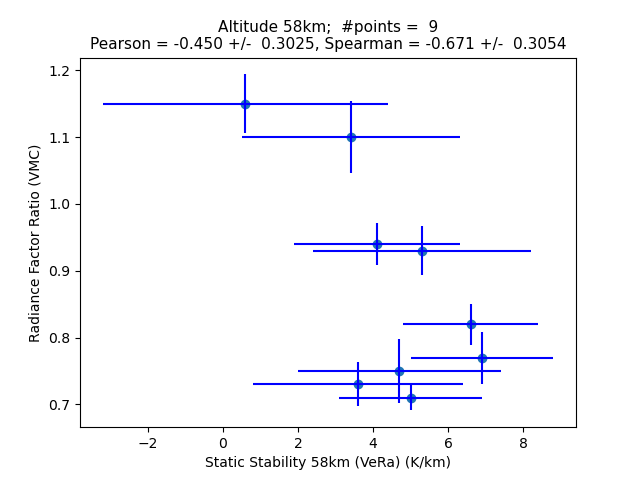 Altitude 58km;  #points =  9
Pearson = -0.450 +/-  0.3025, Spearman = -0.671 +/-  0.3054
1.2
1.1
1.0
0.9
0.8
0.7
Radiance Factor Ratio (VMC)
−2 0 2 4 6 8
Static Stability 58km (VeRa) (K/km)